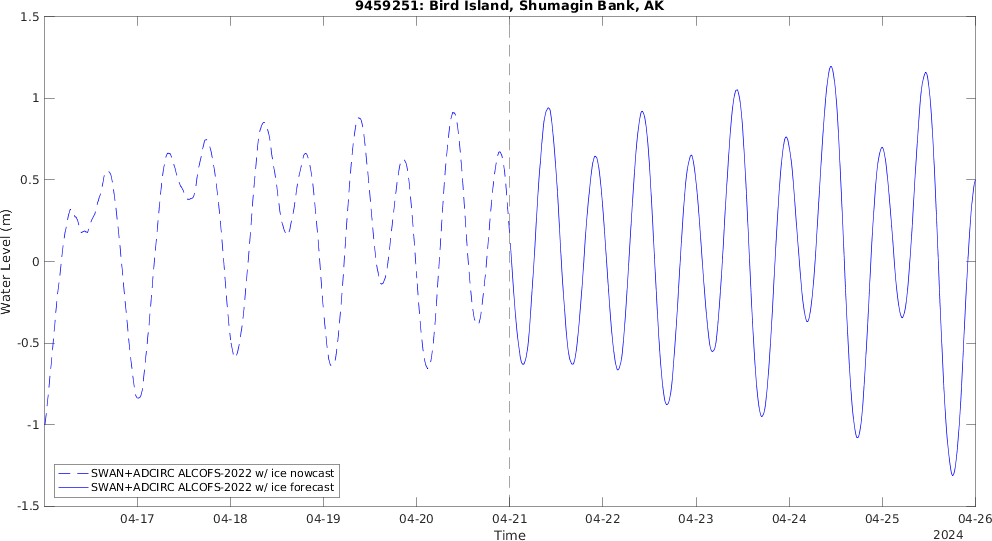 9459251: Bird Island, Shumagin Bank, AK
1.5
1
0.5
0
-0.5
-1
-1.5
Water Level (m)
SWAN+ADCIRC ALCOFS-2022 w/ ice nowcast
SWAN+ADCIRC ALCOFS-2022 w/ ice forecast
04-17 04-18 04-19 04-20 04-21 04-22 04-23 04-24 04-25 04-26
Time
2024